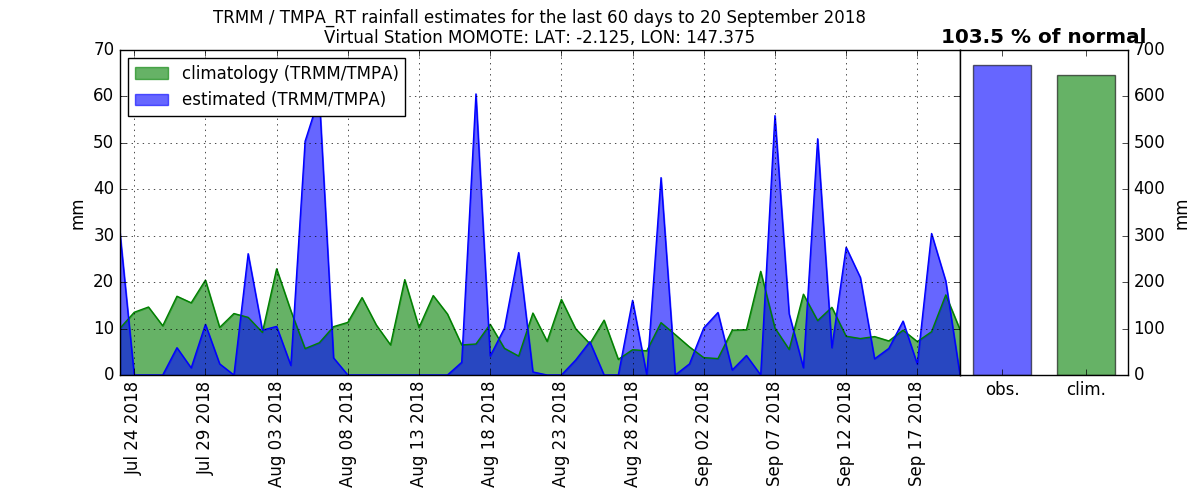 TRMM / TMPA_RT rainfall estimates for the last 60 days to 20 September 2018
Virtual Station MOMOTE: LAT: -2.125, LON: 147.375
103.5 % of normal
climatology (TRMM/TMPA)
estimated (TRMM/TMPA)
mm
70
60
50
40
30
20
10
0
Jul 24 2018
Jul 29 2018
Aug 03 2018
Aug 08 2018
Aug 13 2018
Aug 18 2018
Aug 23 2018
Aug 28 2018
Sep 02 2018
Sep 07 2018
Sep 12 2018
Sep 17 2018
obs.
clim.
700
600
500
400
300
200
100
0
mm